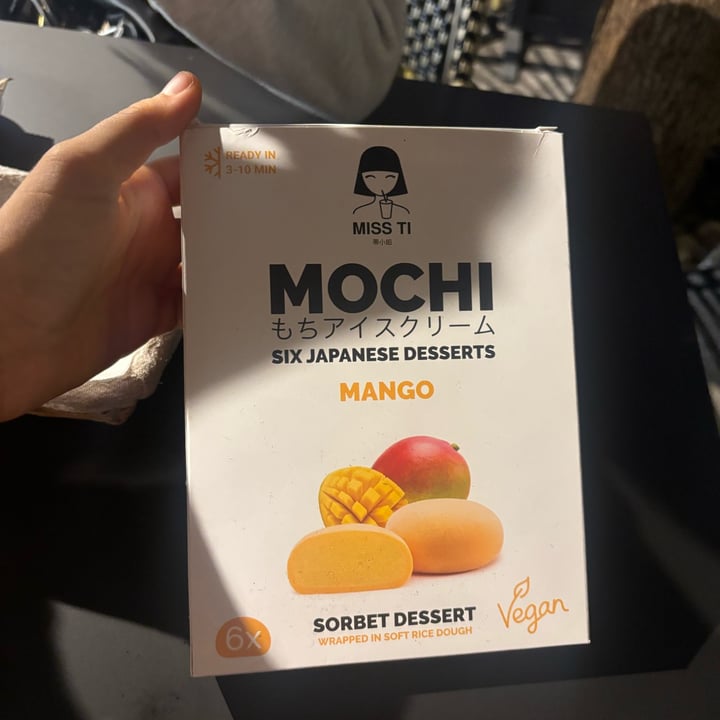 READY IN
3-10 MIN
MISS TI
MOCHI
もちアイスクリーム
SIX JAPANESE DESSERTS
MANGO
SORBET DESSERT
WRAPPED IN SOFT RICE DOUGH
Vegan
6x